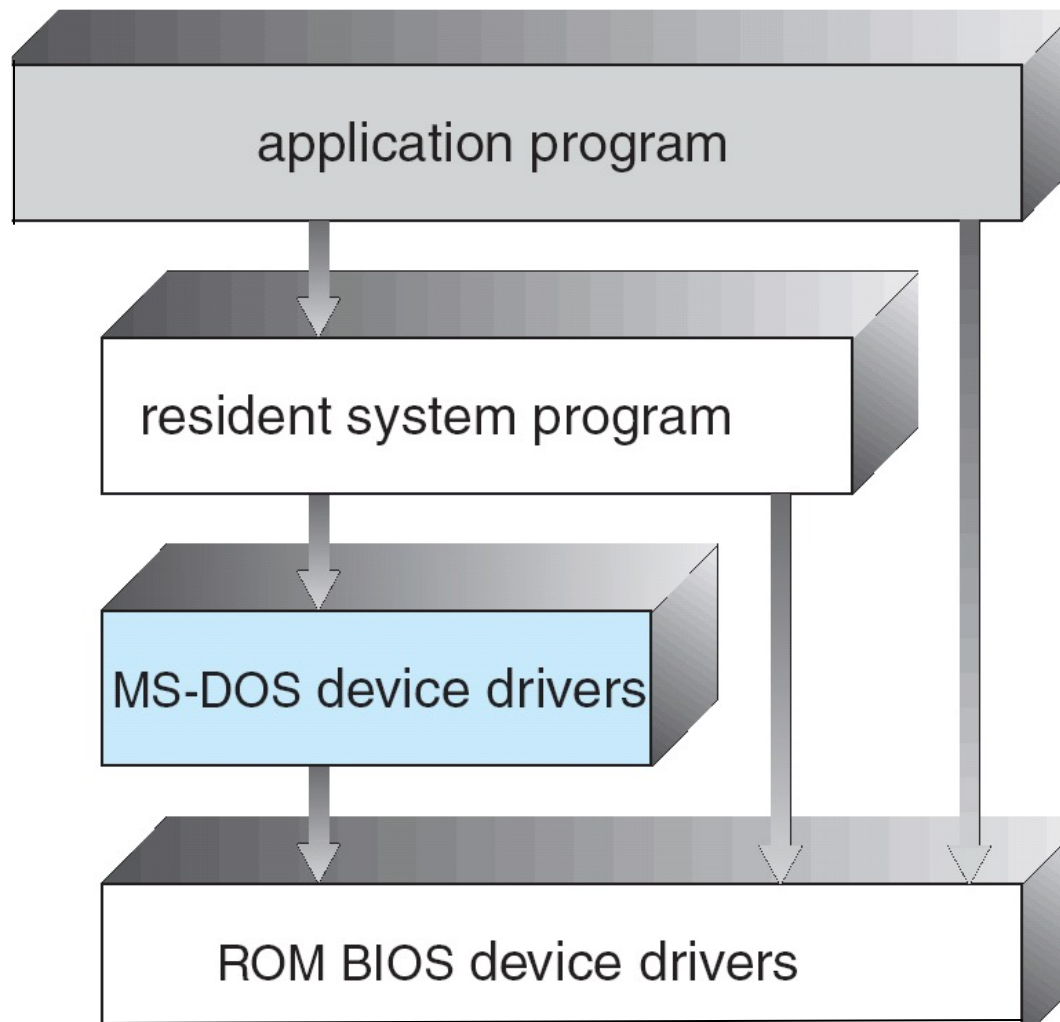 application program
resident system program
MS-DOS device drivers
ROM BIOS device drivers